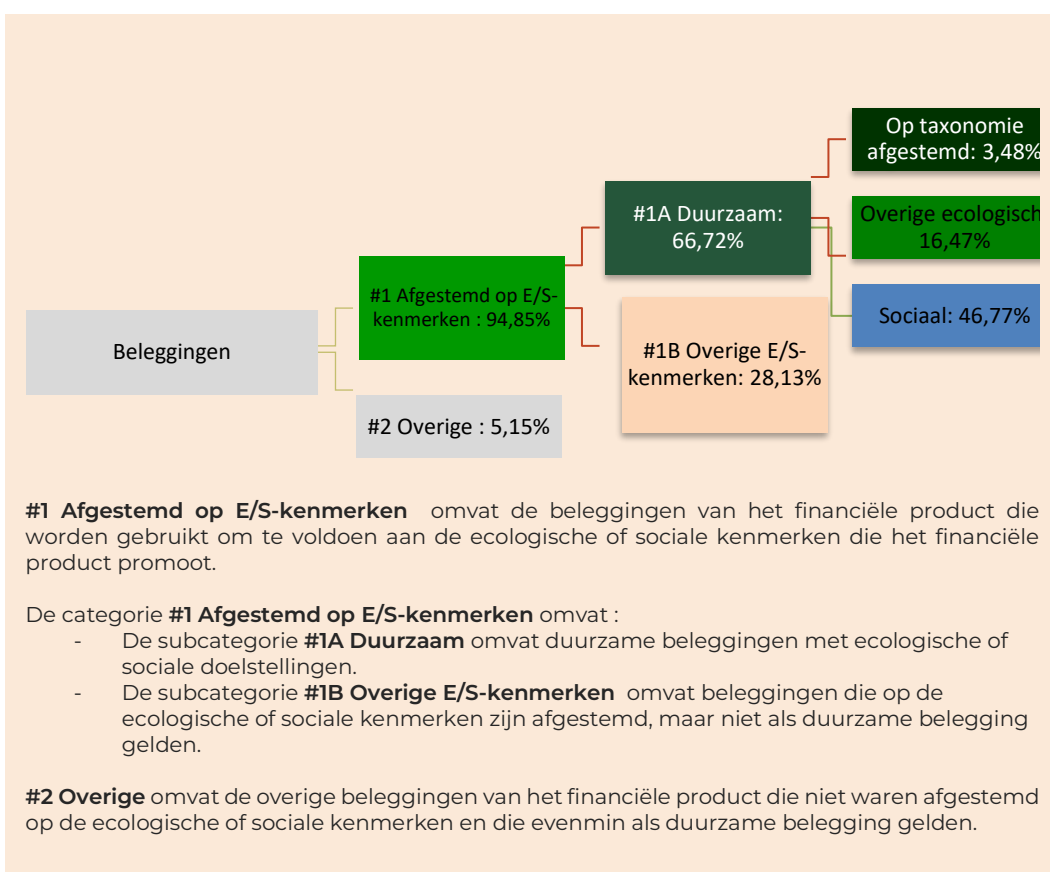 Op taxonomie
afgestemd: 3,48%
#1A Duurzaam:
66,72%
Overige ecologisch
16,47%
#1 Afgestemd op E/S-
kenmerken : 94,85%
Sociaal: 46,77%
Beleggingen
#1B Overige E/S-
kenmerken: 28,13%
#2 Overige : 5,15%
#1 Afgestemd op E/S-kenmerken omvat de beleggingen van het financiële product die
worden gebruikt om te voldoen aan de ecologische of sociale kenmerken die het financiële
product promoot.
De categorie #1 Afgestemd op E/S-kenmerken omvat :
- De subcategorie #1A Duurzaam omvat duurzame beleggingen met ecologische of
sociale doelstellingen.
- De subcategorie #1B Overige E/S-kenmerken omvat beleggingen die op de
ecologische of sociale kenmerken zijn afgestemd, maar niet als duurzame belegging
gelden.
#2 Overige omvat de overige beleggingen van het financiële product die niet waren afgestemd
op de ecologische of sociale kenmerken en die evenmin als duurzame belegging gelden.